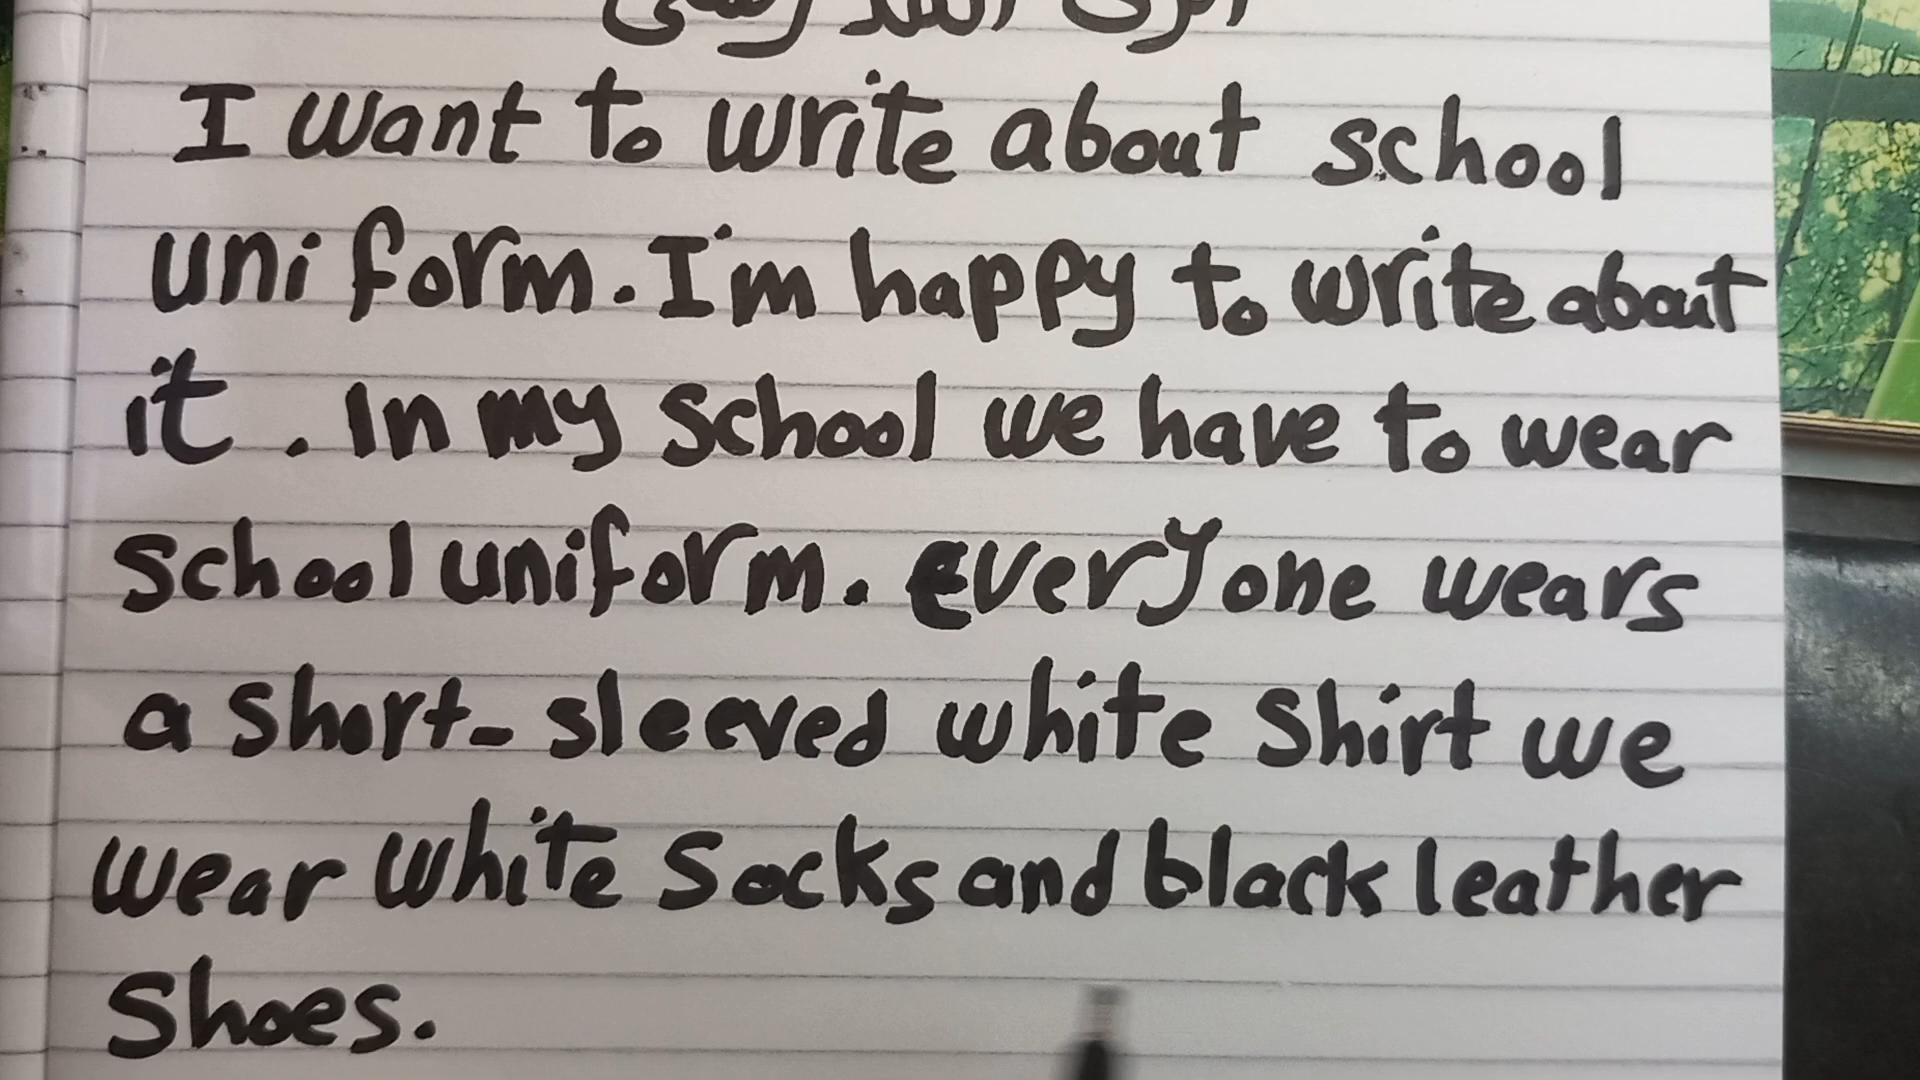 I want to write about school
uniform. I'm happy to write about
it. In my school we have to wear
school uniform. everyone wears
a short-sleeved white shirt we
wear white socks and black leather
shoes.